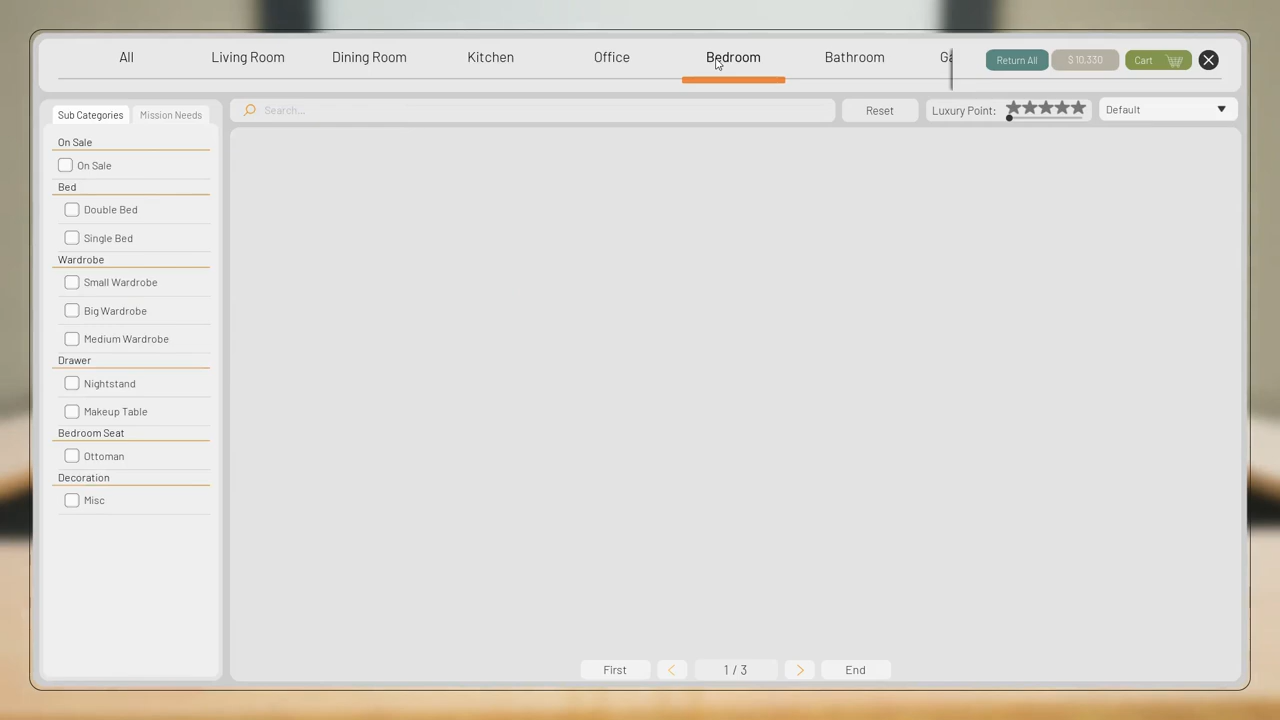 All
Living Room
Dining Room
Kitchen
Office
Bedroom
Bathroom
Return All
$ 10,330
Cart
Sub Categories
Mission Needs
Search...
Reset
Luxury Point:
Default
On Sale
On Sale
Bed
Double Bed
Single Bed
Wardrobe
Small Wardrobe
Big Wardrobe
Medium Wardrobe
Drawer
Nightstand
Makeup Table
Bedroom Seat
Ottoman
Decoration
Misc
First
<
1 / 3
>
End